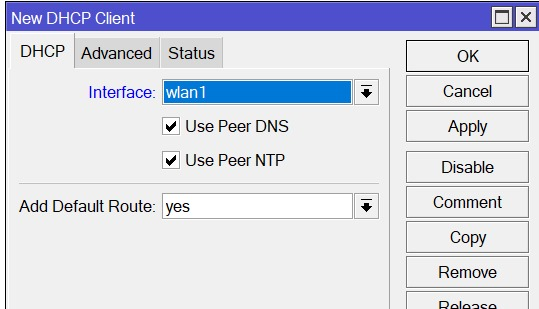 New DHCP Client
DHCP Advanced Status
Interface: wlan1
Use Peer DNS
Use Peer NTP
Add Default Route: yes
OK
Cancel
Apply
Disable
Comment
Copy
Remove
Release